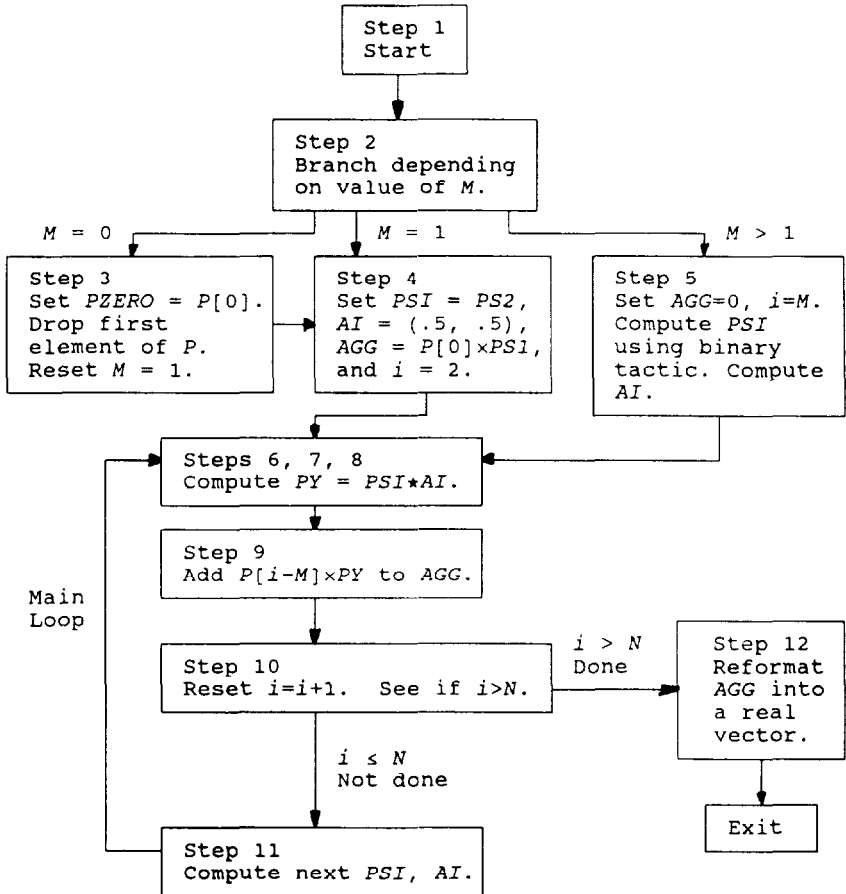 Step 1
Start
Step 2
Branch depending
on value of M.
M = 0
M = 1
M > 1
Step 3
Set PZERO = P[0].
Drop first
element of P.
Reset M = 1.
Step 4
Set PSI = PS2,
AI = (.5, .5),
AGG = P[0]×PS1,
and i = 2.
Step 5
Set AGG=0, i=M.
Compute PSI
using binary
tactic. Compute
AI.
Steps 6, 7, 8
Compute PY = PSI★AI.
Step 9
Add P[i-M]×PY to AGG.
Main
Loop
Step 10
Reset i=i+1. See if i>N.
i > N
Done
Step 12
Reformat
AGG into
a real
vector.
i ≤ N
Not done
Exit
Step 11
Compute next PSI, AI.